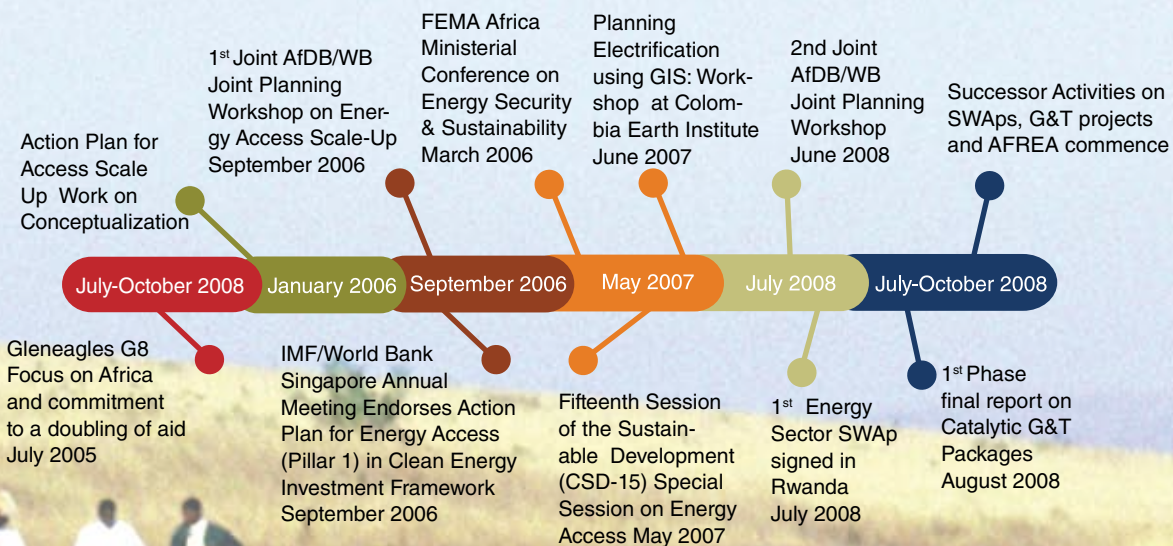 Action Plan for
Access Scale
Up Work on
Conceptualization
1st Joint AfDB/WB
Joint Planning
Workshop on Ener-
gy Access Scale-Up
September 2006
FEMA Africa
Ministerial
Conference on
Energy Security
& Sustainability
March 2006
Planning
Electrification
using GIS: Work-
shop at Colom-
bia Earth Institute
June 2007
2nd Joint
AfDB/WB
Joint Planning
Workshop
June 2008
Successor Activities on
SWAps, G&T projects
and AFREA commence
July-October 2008
January 2006
September 2006
May 2007
July 2008
July-October 2008
Gleneagles G8
Focus on Africa
and commitment
to a doubling of aid
July 2005
IMF/World Bank
Singapore Annual
Meeting Endorses Action
Plan for Energy Access
(Pillar 1) in Clean Energy
Investment Framework
September 2006
Fifteenth Session
of the Sustain-
able Development
(CSD-15) Special
Session on Energy
Access May 2007
1st Energy
Sector SWAp
signed in
Rwanda
July 2008
1st Phase
final report on
Catalytic G&T
Packages
August 2008